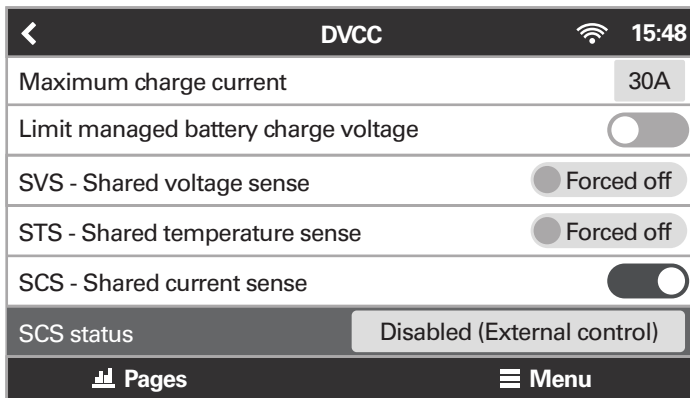 DVCC 15:48
Maximum charge current 30A
Limit managed battery charge voltage
SVS - Shared voltage sense Forced off
STS - Shared temperature sense Forced off
SCS - Shared current sense
SCS status Disabled (External control)
Pages Menu